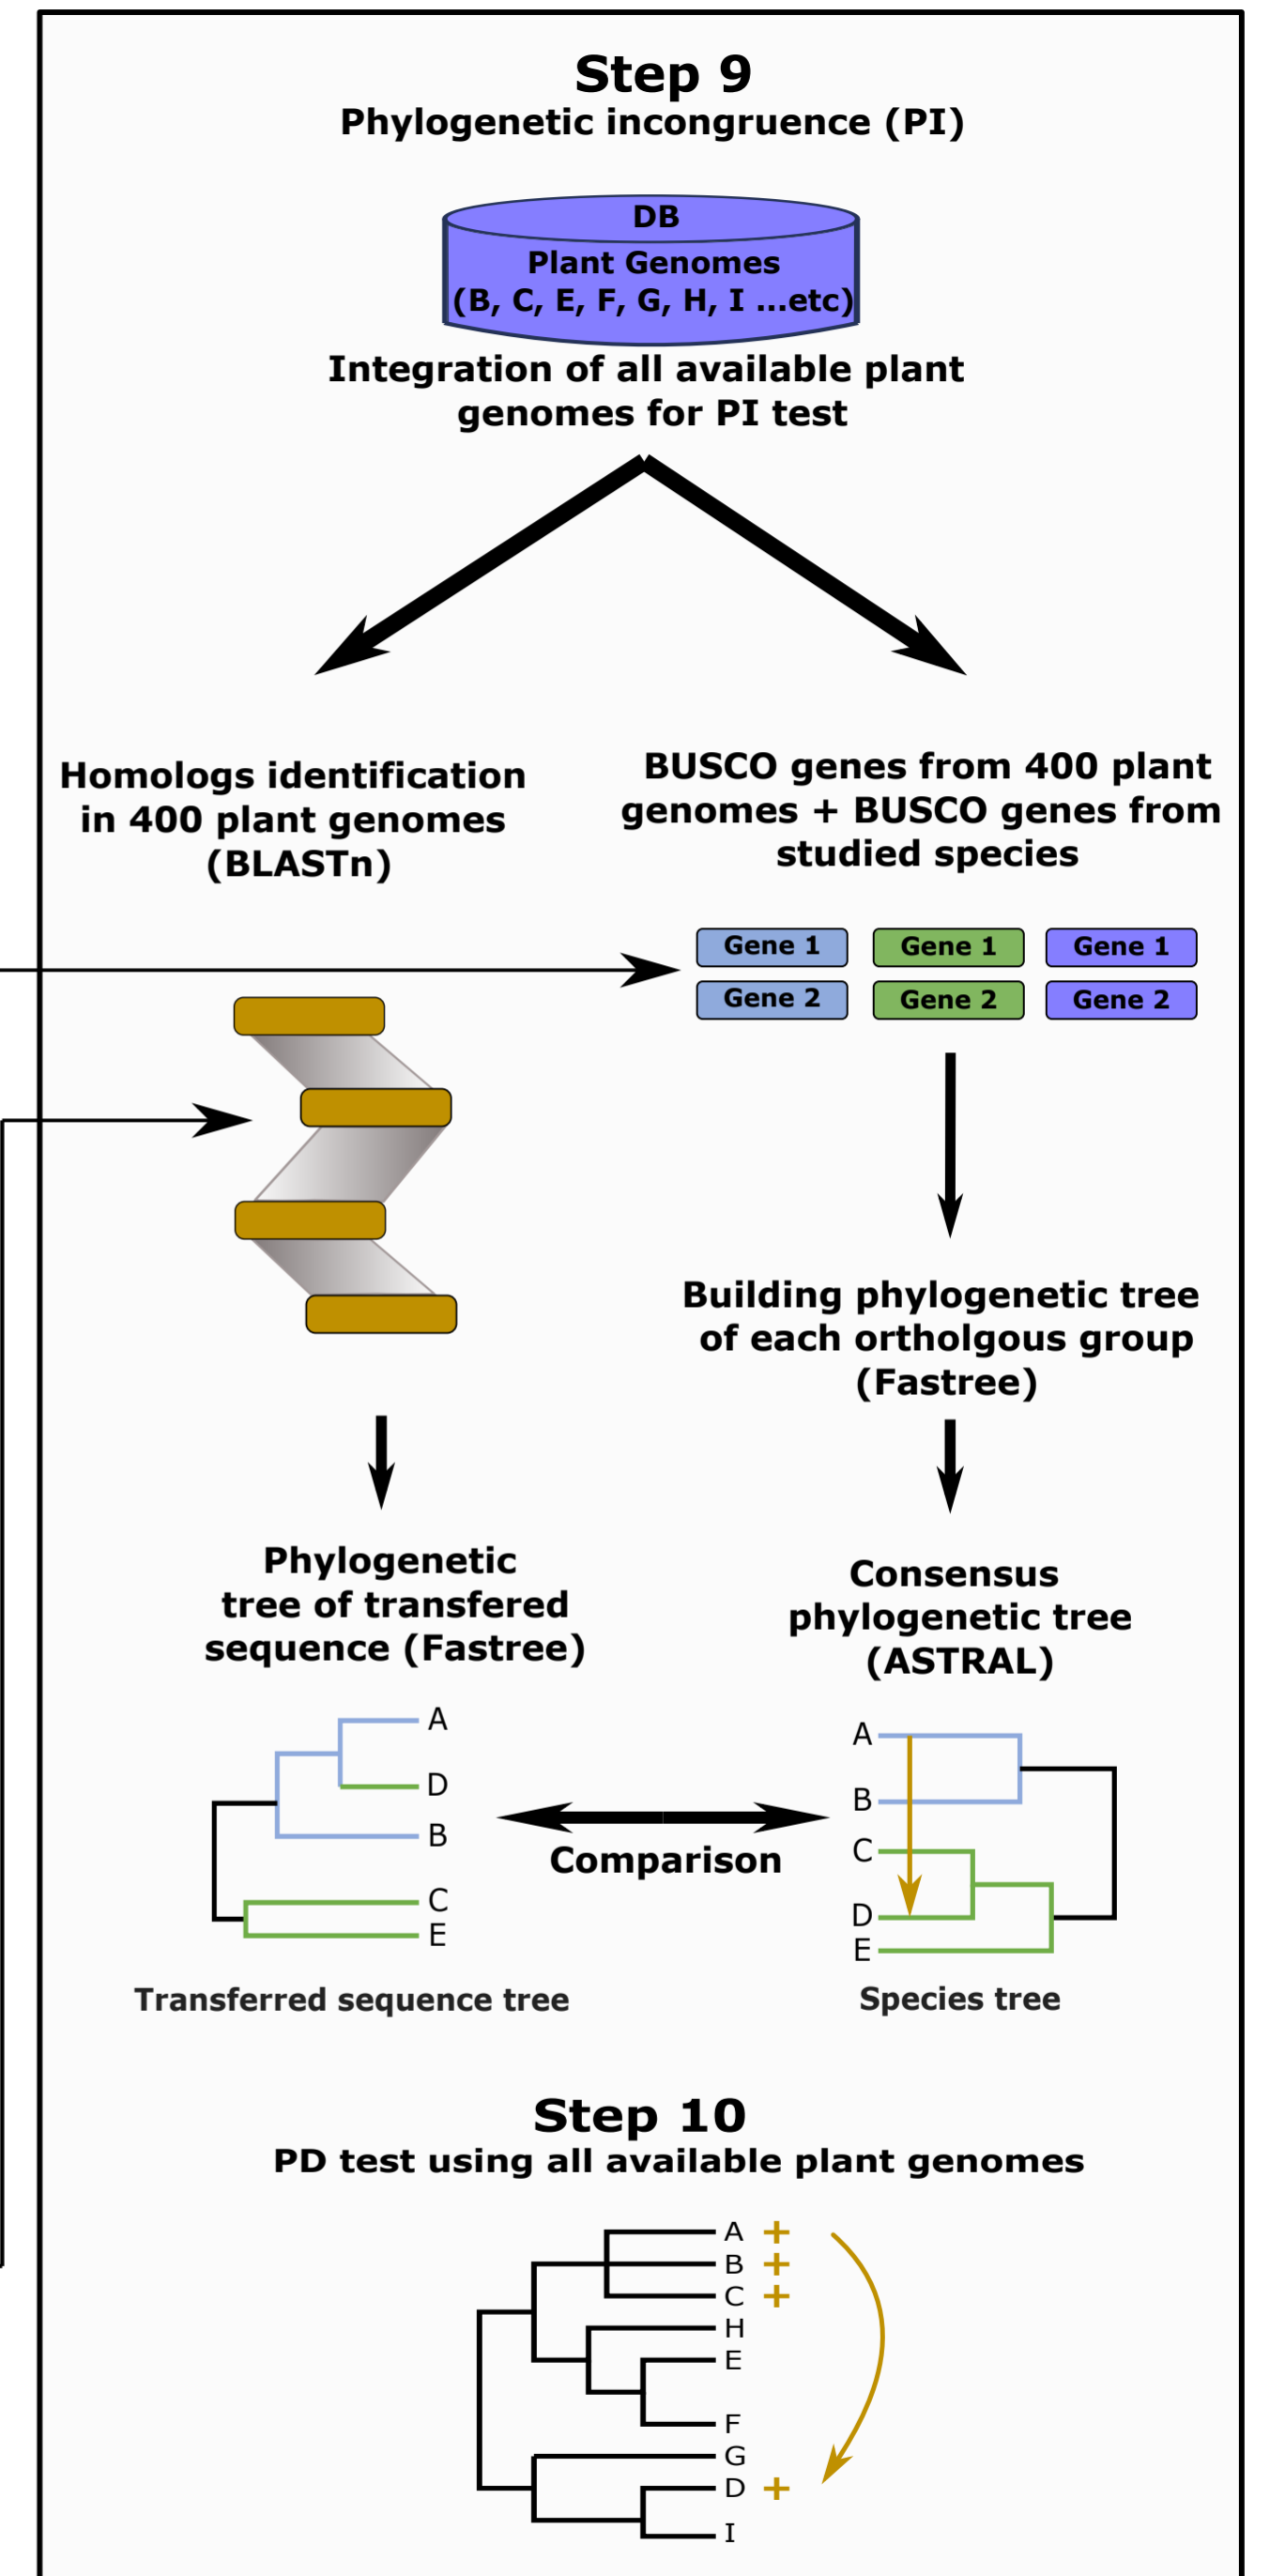 Step 9
Phylogenetic incongruence (PI)
DB
Plant Genomes
(B, C, E, F, G, H, I ...etc)
Integration of all available plant
genomes for PI test
Homologs identification
in 400 plant genomes
(BLASTn)
BUSCO genes from 400 plant
genomes + BUSCO genes from
studied species
Gene 1
Gene 1
Gene 1
Gene 2
Gene 2
Gene 2
Building phylogenetic tree
of each ortholgous group
(Fastree)
Phylogenetic
tree of transfered
sequence (Fastree)
Consensus
phylogenetic tree
(ASTRAL)
A
D
B
C
E
Transferred sequence tree
Comparison
A
B
C
D
E
Species tree
Step 10
PD test using all available plant genomes
A +
B +
C +
H
E
F
G
D +
I